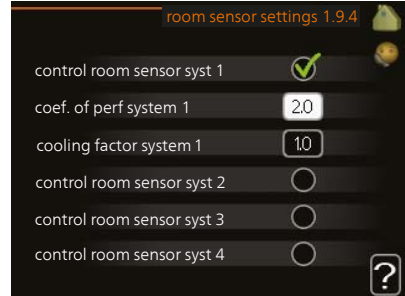 room sensor settings 1.9.4
control room sensor syst 1
coef. of perf system 1 2.0
cooling factor system 1 1.0
control room sensor syst 2
control room sensor syst 3
control room sensor syst 4
?